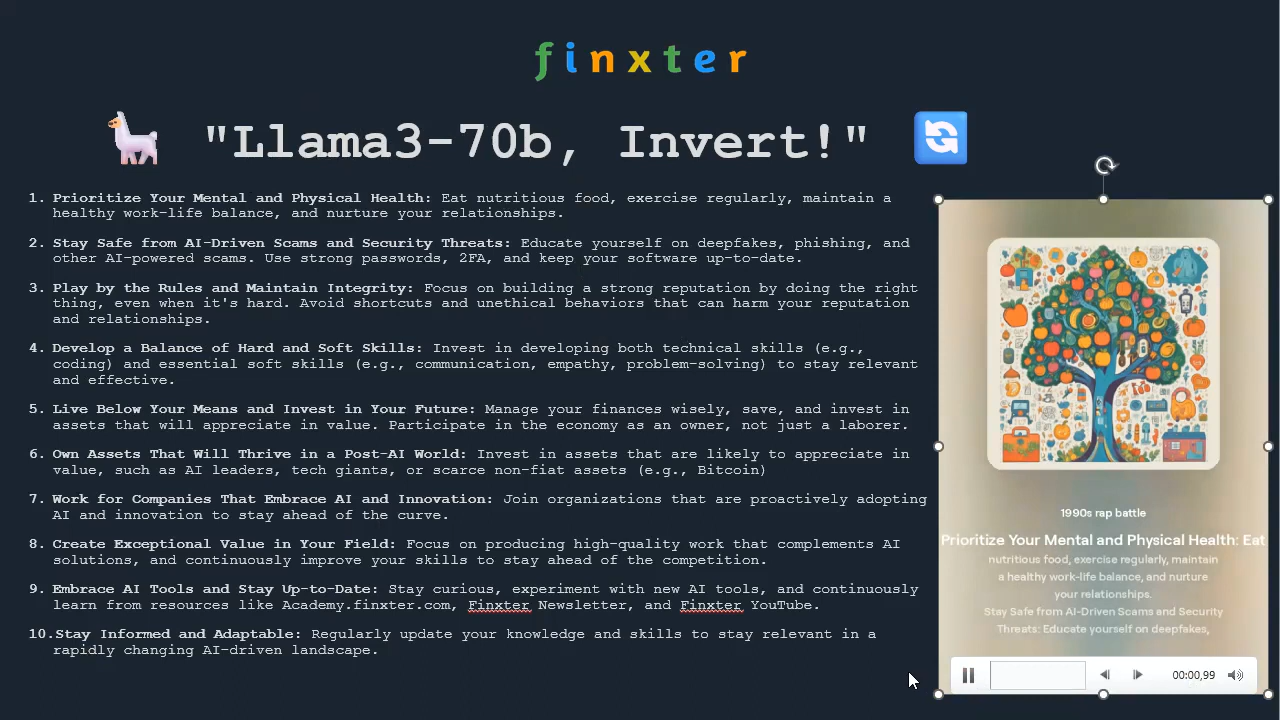 finxter
"Llama3-70b, Invert!"
1. Prioritize Your Mental and Physical Health: Eat nutritious food, exercise regularly, maintain a
healthy work-life balance, and nurture your relationships.
2. Stay Safe from AI-Driven Scams and Security Threats: Educate yourself on deepfakes, phishing, and
other AI-powered scams. Use strong passwords, 2FA, and keep your software up-to-date.
3. Play by the Rules and Maintain Integrity: Focus on building a strong reputation by doing the right
thing, even when it's hard. Avoid shortcuts and unethical behaviors that can harm your reputation
and relationships.
4. Develop a Balance of Hard and Soft Skills: Invest in developing both technical skills (e.g.,
coding) and essential soft skills (e.g., communication, empathy, problem-solving) to stay relevant
and effective.
5. Live Below Your Means and Invest in Your Future: Manage your finances wisely, save, and invest in
assets that will appreciate in value. Participate in the economy as an owner, not just a laborer.
6. Own Assets That Will Thrive in a Post-AI World: Invest in assets that are likely to appreciate in
value, such as AI leaders, tech giants, or scarce non-fiat assets (e.g., Bitcoin)
7. Work for Companies That Embrace AI and Innovation: Join organizations that are proactively adopting
AI and innovation to stay ahead of the curve.
8. Create Exceptional Value in Your Field: Focus on producing high-quality work that complements AI
solutions, and continuously improve your skills to stay ahead of the competition.
9. Embrace AI Tools and Stay Up-to-Date: Stay curious, experiment with new AI tools, and continuously
learn from resources like Academy.finxter.com, Finxter Newsletter, and Finxter YouTube.
10.Stay Informed and Adaptable: Regularly update your knowledge and skills to stay relevant in a
rapidly changing AI-driven landscape.
1990s rap battle
Prioritize Your Mental and Physical Health: Eat
nutritious food, exercise regularly, maintain
a healthy work-life balance, and nurture
your relationships.
Stay Safe from AI-Driven Scams and Security
Threats: Educate yourself on deepfakes,
00:00,99